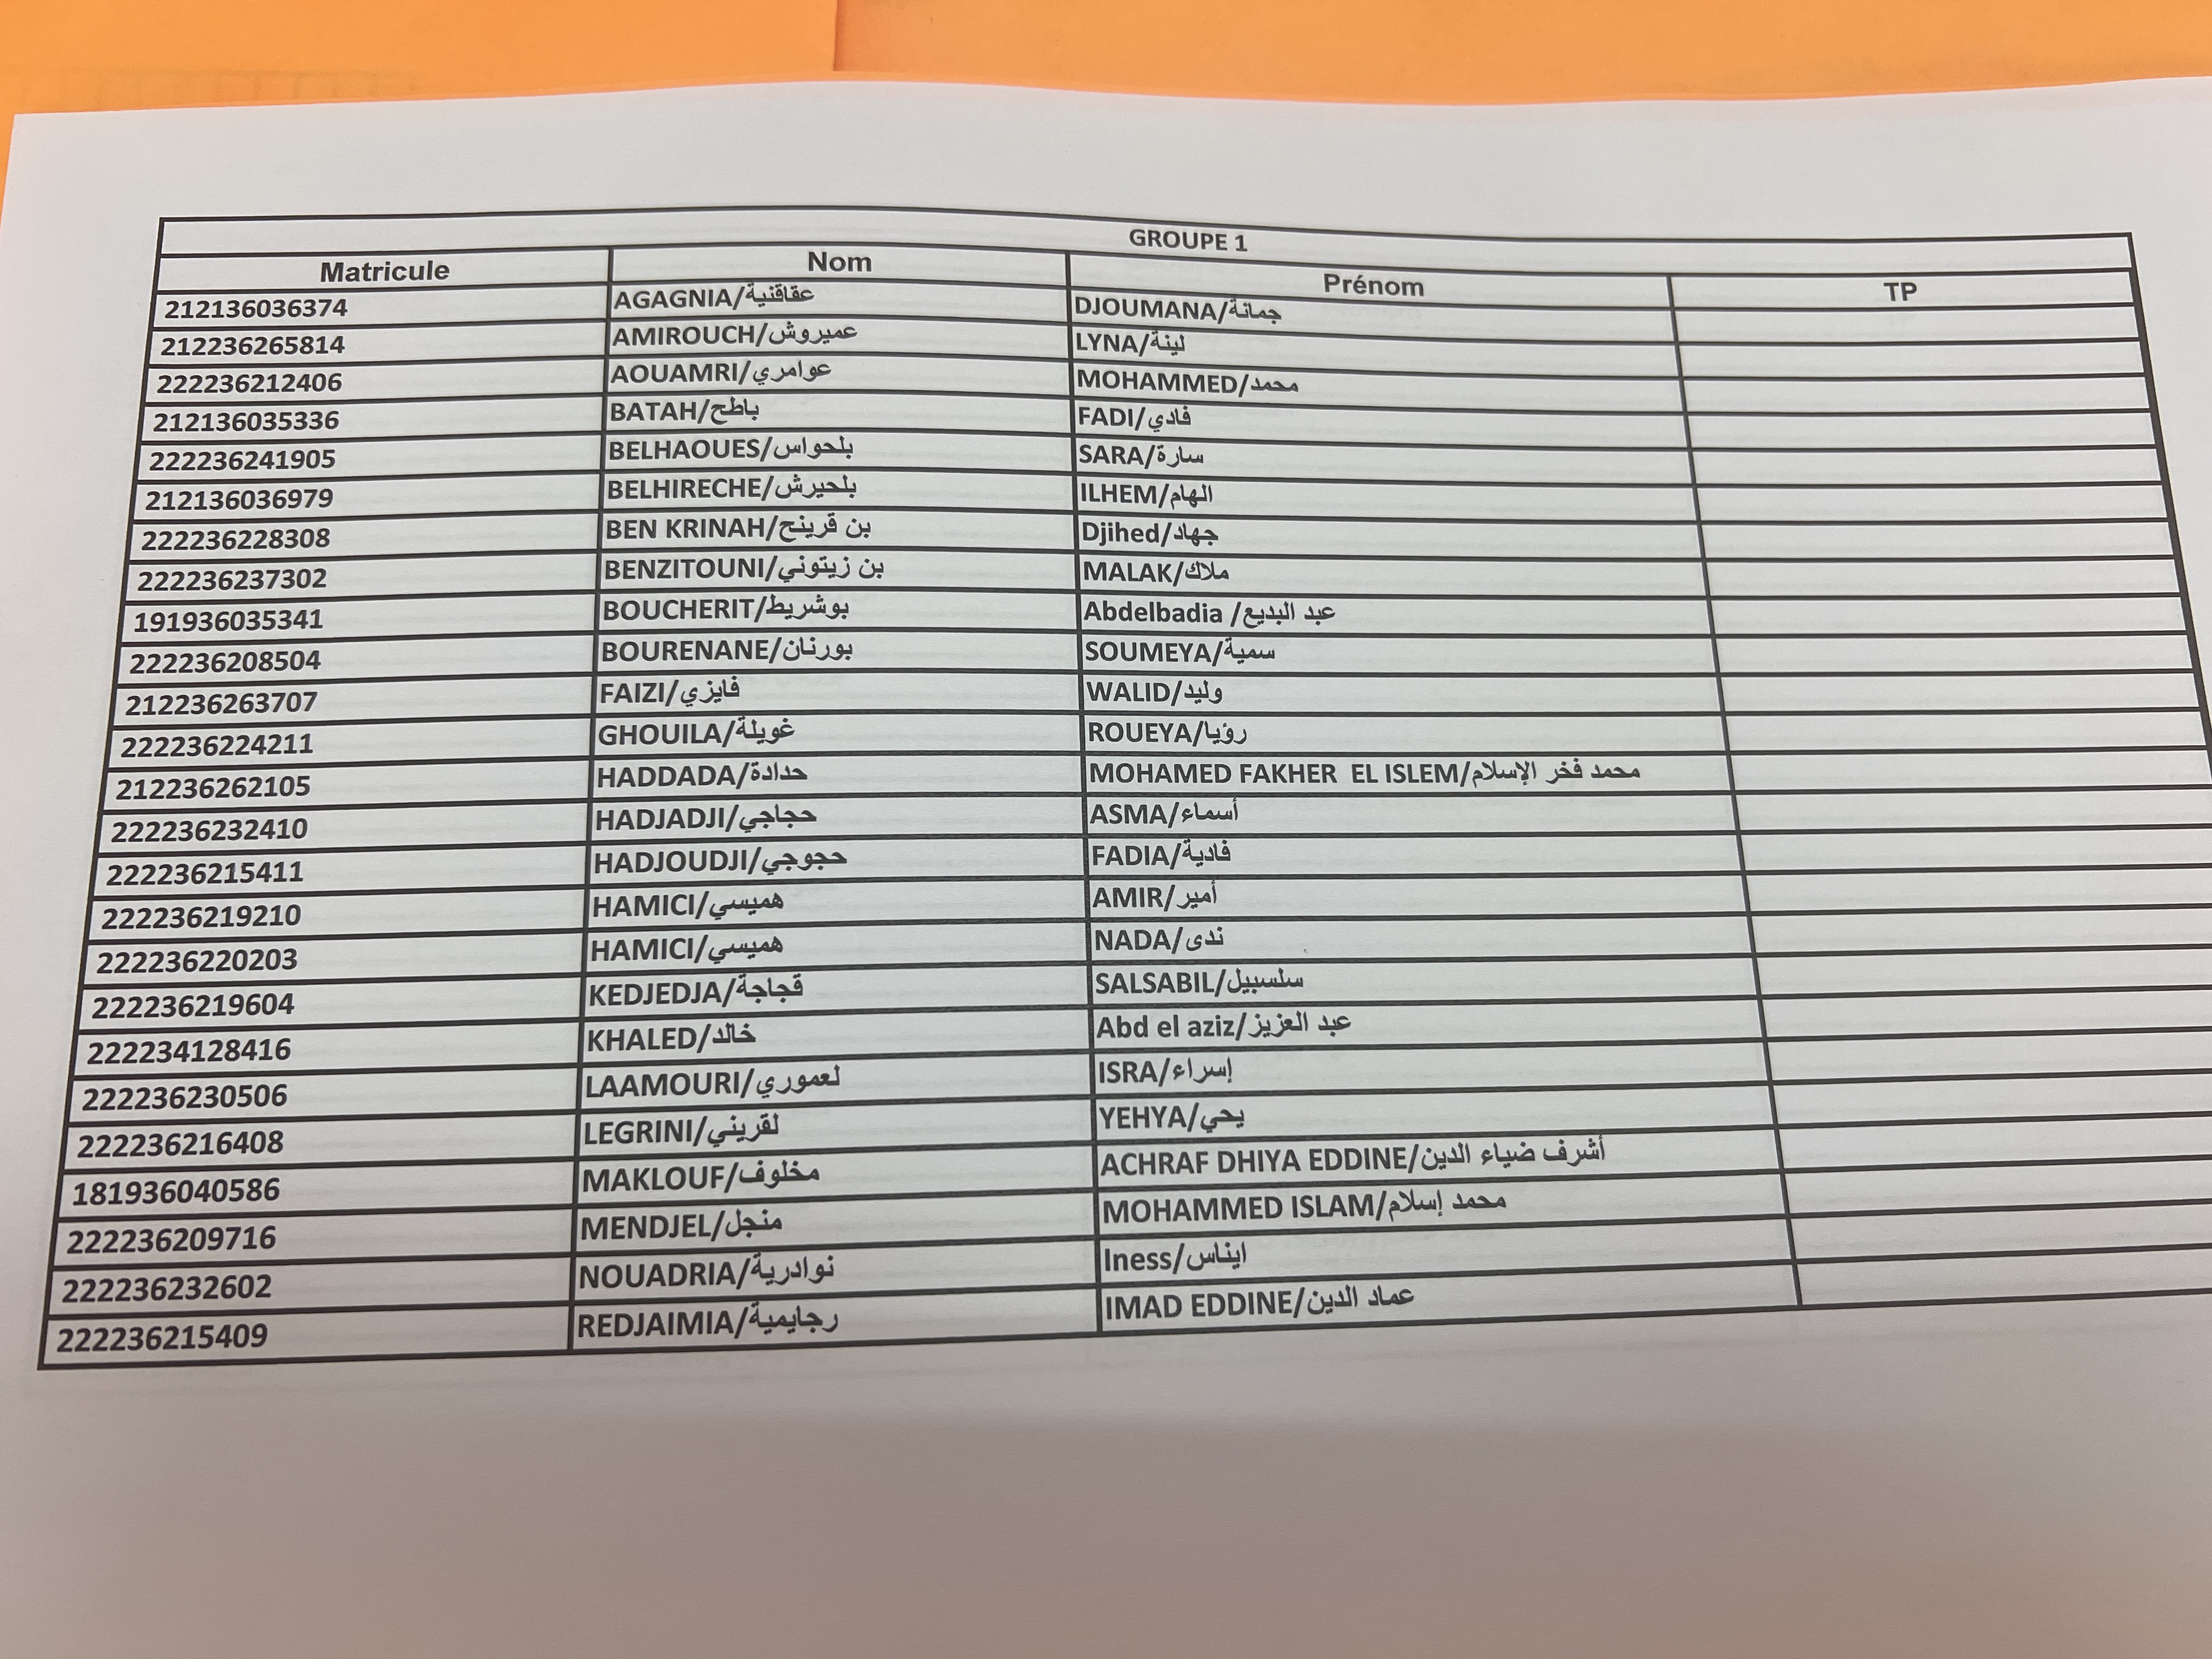 GROUPE 1
Matricule Nom Prénom TP
212136036374 AGAGNIA/عقاقنية DJOUMANA/جمانة
212236265814 AMIROUCH/عميروش LYNA/لينة
222236212406 AOUAMRI/عوامري MOHAMMED/محمد
212136035336 BATAH/باطح FADI/فادي
222236241905 BELHAOUES/بلحواس SARA/سارة
212136036979 BELHIRECHE/بلحيرش ILHEM/الهام
222236228308 BEN KRINAH/بن قرينح Djihed/جهاد
222236237302 BENZITOUNI/بن زيتوني MALAK/ملاك
191936035341 BOUCHERIT/بوشريط Abdelbadia /عبد البديع
222236208504 BOURENANE/بورنان SOUMEYA/سمية
212236263707 FAIZI/فايزي WALID/وليد
222236224211 GHOUILA/غويلة ROUEYA/رؤيا
212236262105 HADDADA/حدادة MOHAMED FAKHER EL ISLEM/محمد فخر الإسلام
222236232410 HADJADJI/حجاجي ASMA/أسماء
222236215411 HADJOUDJI/حجوجي FADIA/فادية
222236219210 HAMICI/هميسي AMIR/أمير
222236220203 HAMICI/هميسي NADA/ندى
222236219604 KEDJEDJA/قجاجة SALSABIL/سلسبيل
222234128416 KHALED/خالد Abd el aziz/عبد العزيز
222236230506 LAAMOURI/لعموري ISRA/إسراء
222236216408 LEGRINI/لقريني YEHYA/يحي
181936040586 MAKLOUF/مخلوف ACHRAF DHIYA EDDINE/أشرف ضياء الدين
222236209716 MENDJEL/منجل MOHAMMED ISLAM/محمد إسلام
222236232602 NOUADRIA/نوادرية Iness/ايناس
222236215409 REDJAIMIA/رجايمية IMAD EDDINE/عماد الدين